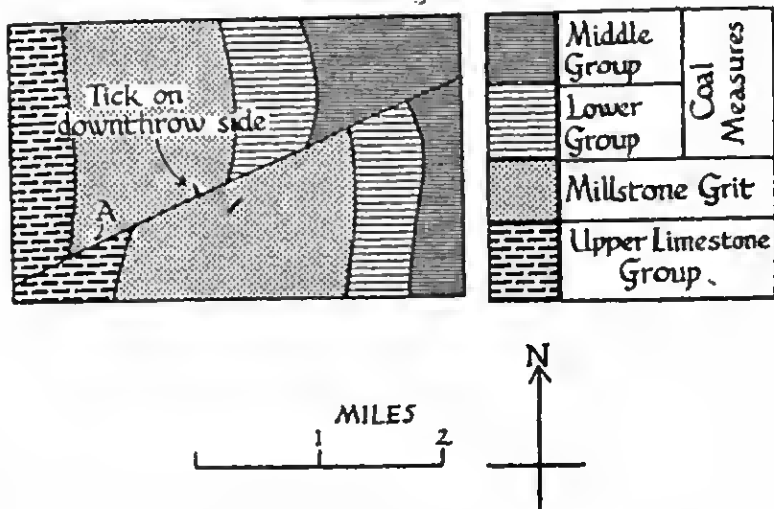 Tick on
downthrow side
A
Middle
Group
Lower
Group
Coal
Measures
Millstone Grit
Upper Limestone
Group
N
MILES
1
2